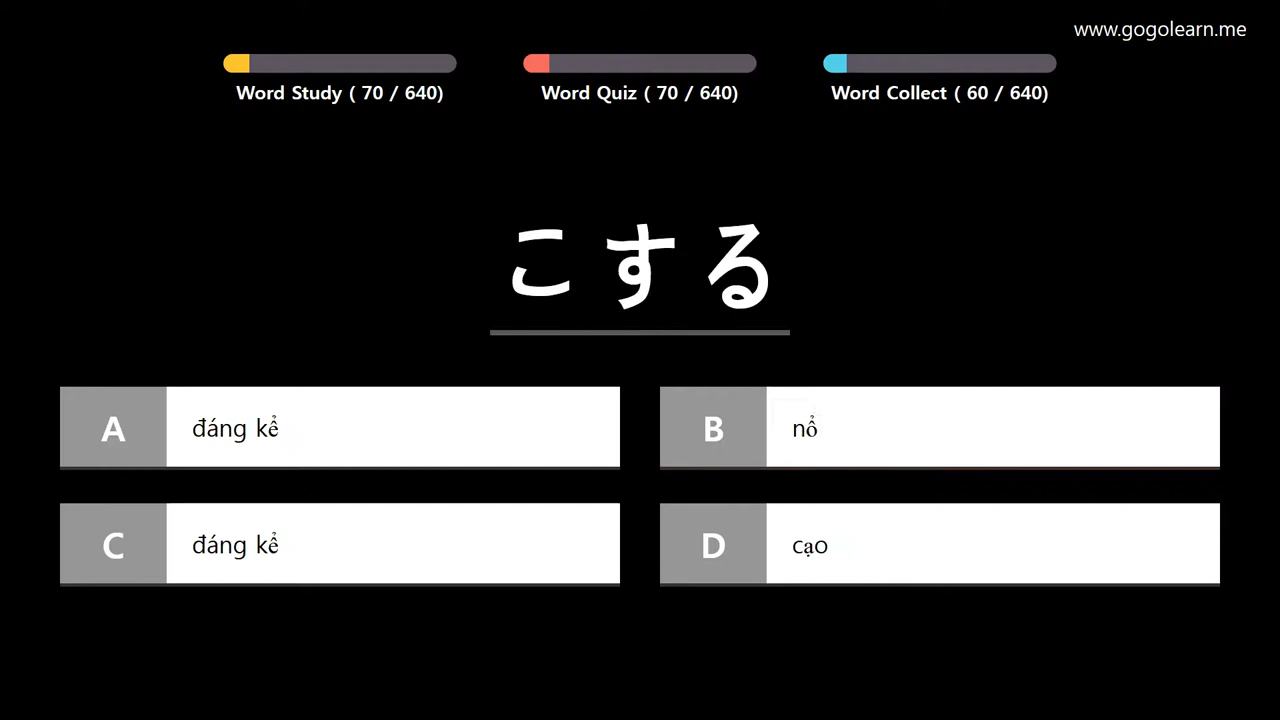 www.gogolearn.me
Word Study ( 70 / 640)
Word Quiz ( 70 / 640)
Word Collect ( 60 / 640)
こする
A đáng kể
B nổ
C đáng kể
D cạo